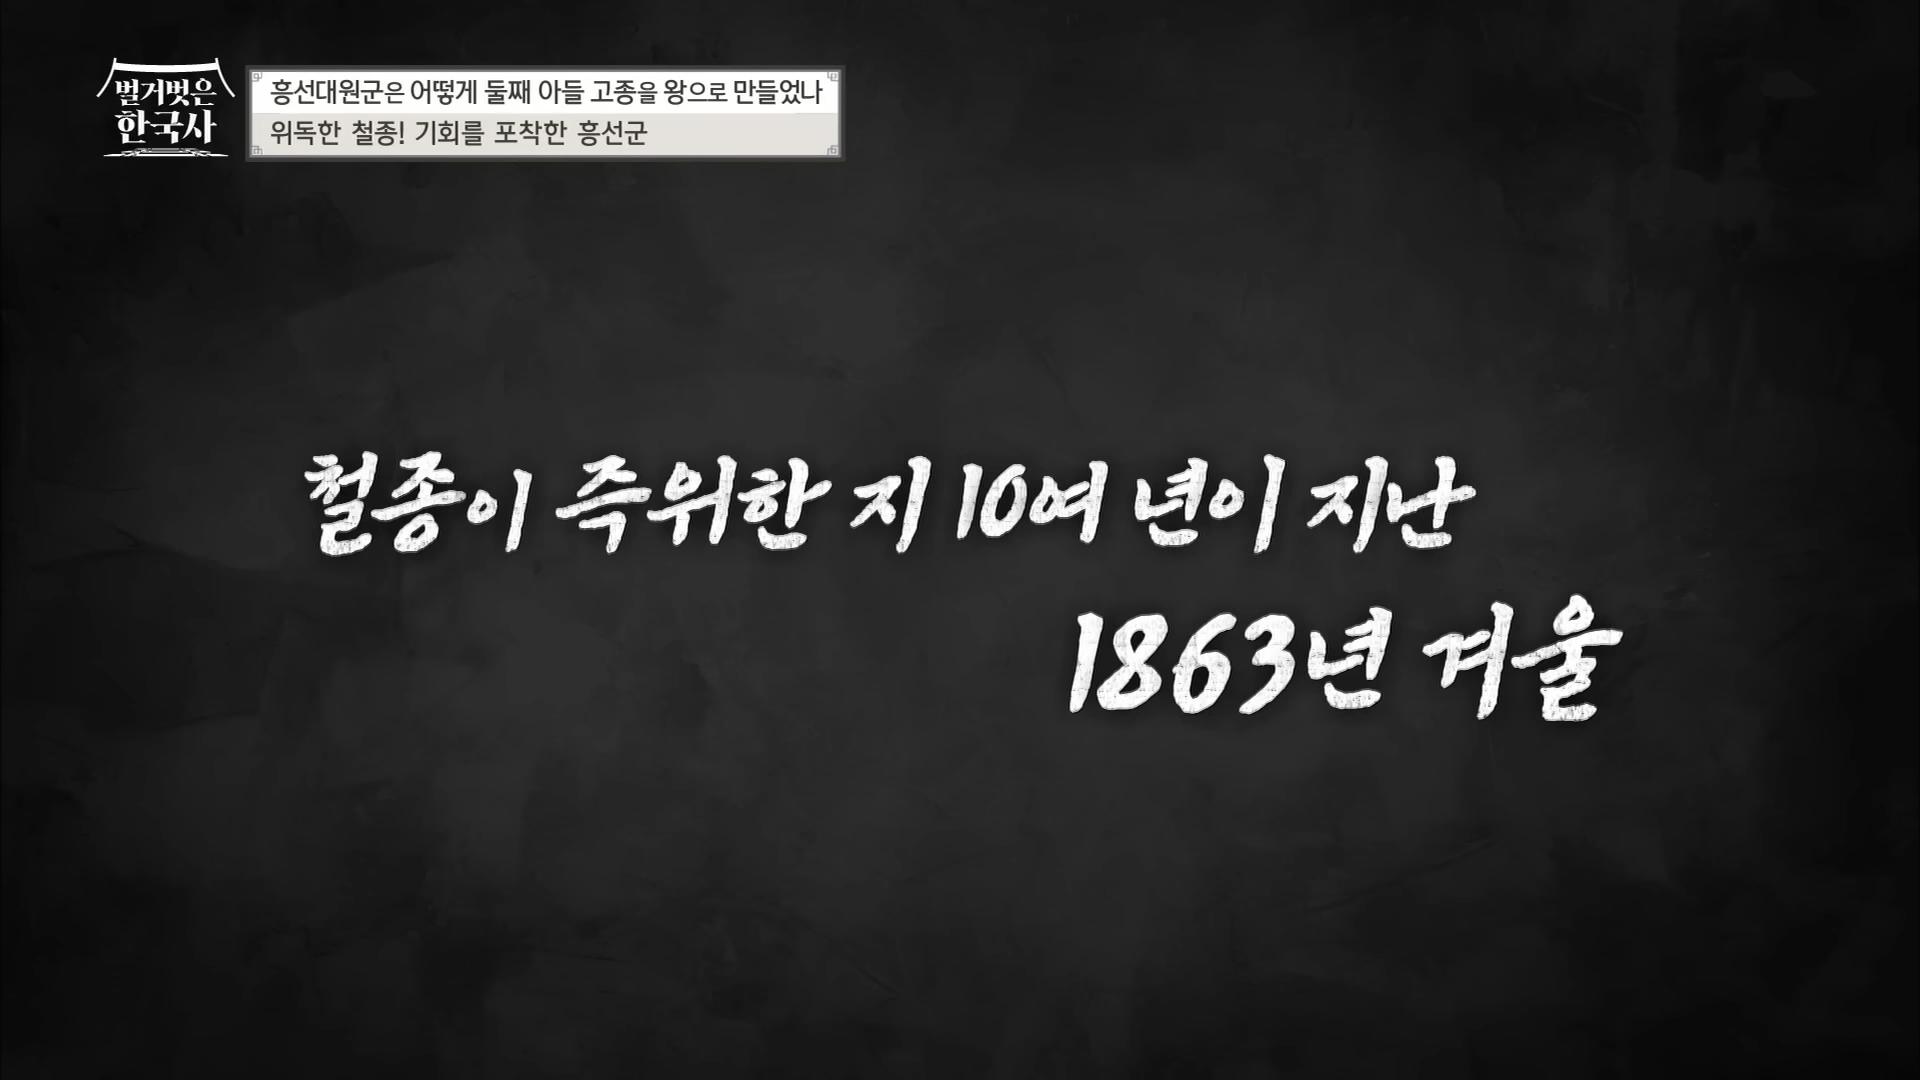 벌거벗은
한국사
흥선대원군은 어떻게 둘째 아들 고종을 왕으로 만들었나
위독한 철종! 기회를 포착한 흥선군
철종이 즉위한 지 10여 년이 지난
1863년 겨울